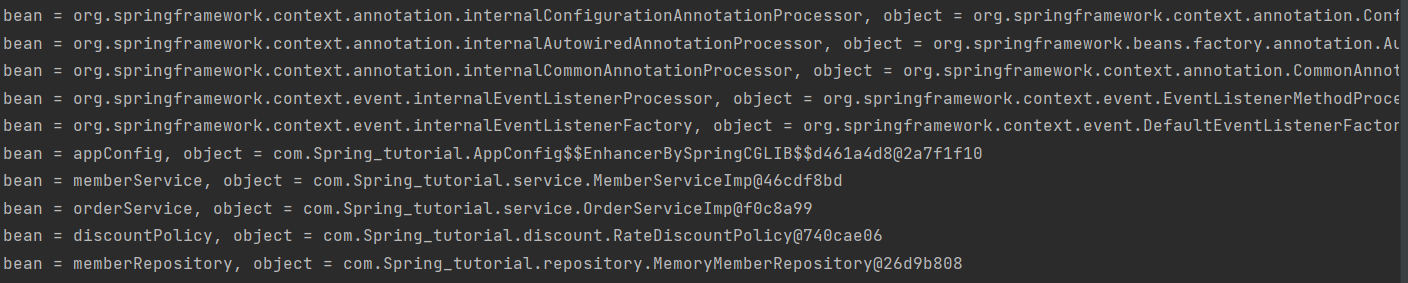 bean = org.springframework.context.annotation.internalConfigurationAnnotationProcessor, object = org.springframework.context.annotation.Conf
bean = org.springframework.context.annotation.internalAutowiredAnnotationProcessor, object = org.springframework.beans.factory.annotation.Au
bean = org.springframework.context.annotation.internalCommonAnnotationProcessor, object = org.springframework.context.annotation.CommonAnnot
bean = org.springframework.context.event.internalEventListenerProcessor, object = org.springframework.context.event.EventListenerMethodProce
bean = org.springframework.context.event.internalEventListenerFactory, object = org.springframework.context.event.DefaultEventListenerFactor
bean = appConfig, object = com.Spring_tutorial.AppConfig$$EnhancerBySpringCGLIB$$d461a4d8@2a7f1f10
bean = memberService, object = com.Spring_tutorial.service.MemberServiceImp@46cdf8bd
bean = orderService, object = com.Spring_tutorial.service.OrderServiceImp@f0c8a99
bean = discountPolicy, object = com.Spring_tutorial.discount.RateDiscountPolicy@740cae06
bean = memberRepository, object = com.Spring_tutorial.repository.MemoryMemberRepository@26d9b808